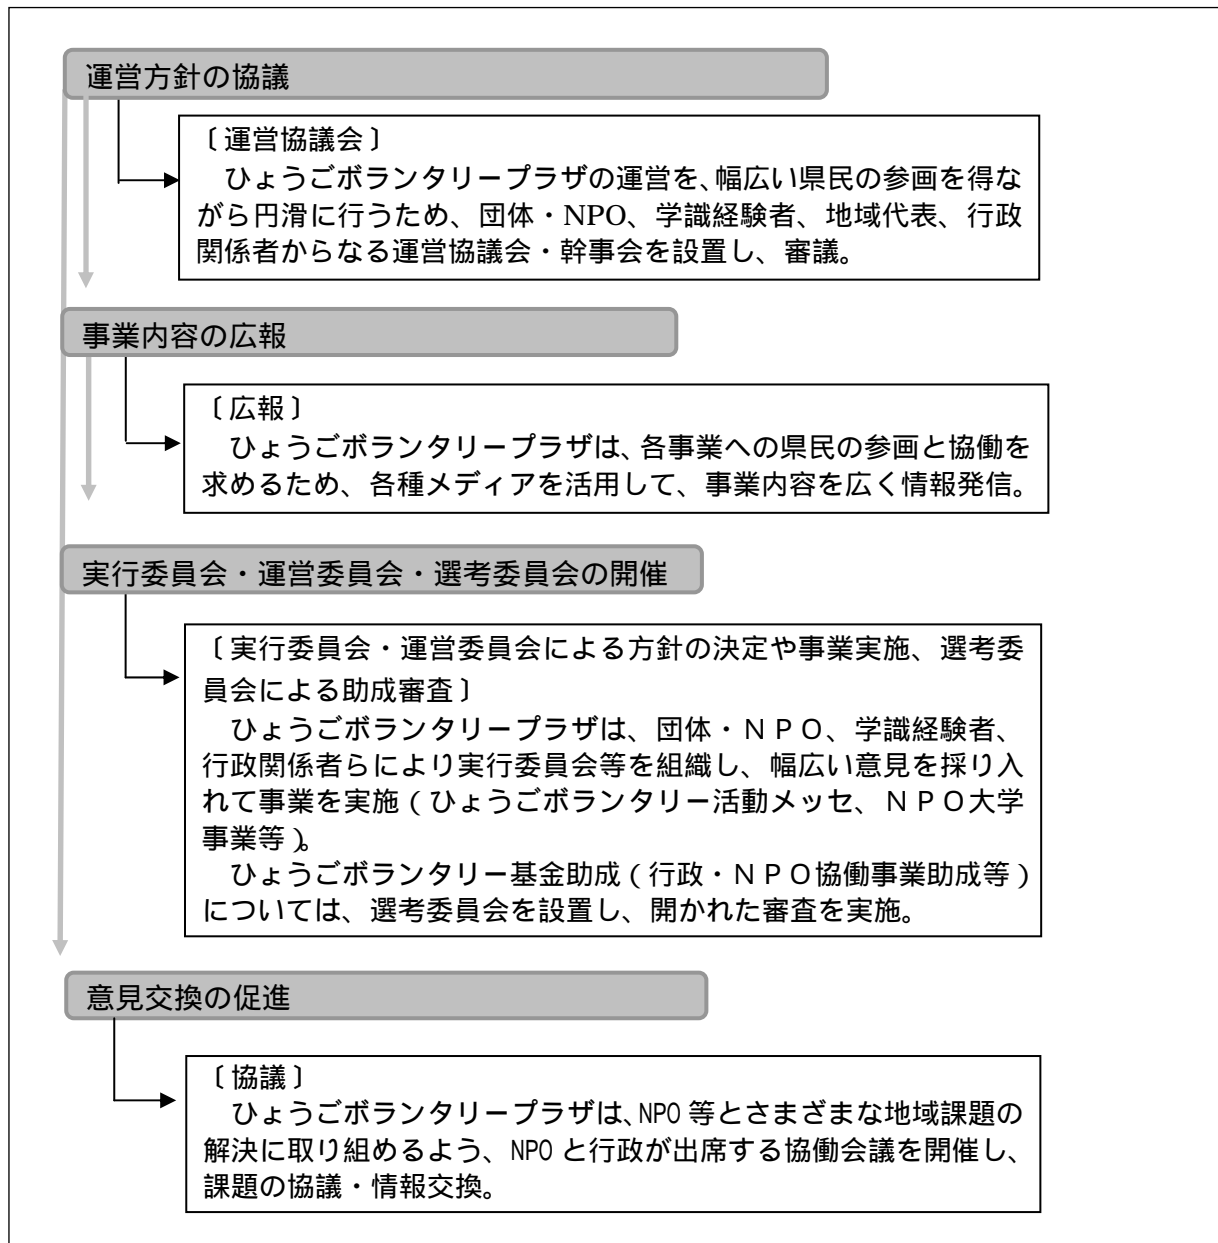 運営方針の協議
〔運営協議会〕
ひょうごボランタリープラザの運営を、幅広い県民の参画を得な
がら円滑に行うため、団体・NPO、学識経験者、地域代表、行政
関係者からなる運営協議会・幹事会を設置し、審議。
事業内容の広報
〔広報〕
ひょうごボランタリープラザは、各事業への県民の参画と協働を
求めるため、各種メディアを活用して、事業内容を広く情報発信。
実行委員会・運営委員会・選考委員会の開催
〔実行委員会・運営委員会による方針の決定や事業実施、選考委
員会による助成審査〕
ひょうごボランタリープラザは、団体・ＮＰＯ、学識経験者、
行政関係者らにより実行委員会等を組織し、幅広い意見を採り入
れて事業を実施（ひょうごボランタリー活動メッセ、ＮＰＯ大学
事業等）。
ひょうごボランタリー基金助成（行政・ＮＰＯ協働事業助成等）
については、選考委員会を設置し、開かれた審査を実施。
意見交換の促進
〔協議〕
ひょうごボランタリープラザは、NPO 等とさまざまな地域課題の
解決に取り組めるよう、NPO と行政が出席する協働会議を開催し、
課題の協議・情報交換。